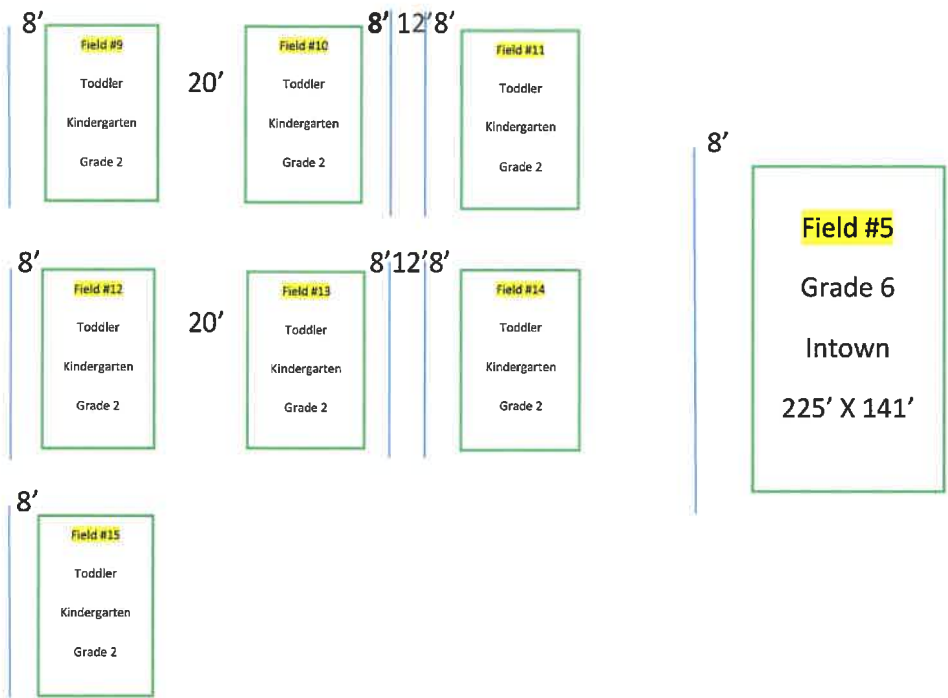 8’
8’ 12’ 8’
Field #9
Toddler
Kindergarten
Grade 2
20’
Field #10
Toddler
Kindergarten
Grade 2
Field #11
Toddler
Kindergarten
Grade 2
8’
Field #5
Grade 6
Intown
225’ X 141’
8’
8’12’8’
Field #12
Toddler
Kindergarten
Grade 2
20’
Field #13
Toddler
Kindergarten
Grade 2
Field #14
Toddler
Kindergarten
Grade 2
8’
Field #15
Toddler
Kindergarten
Grade 2